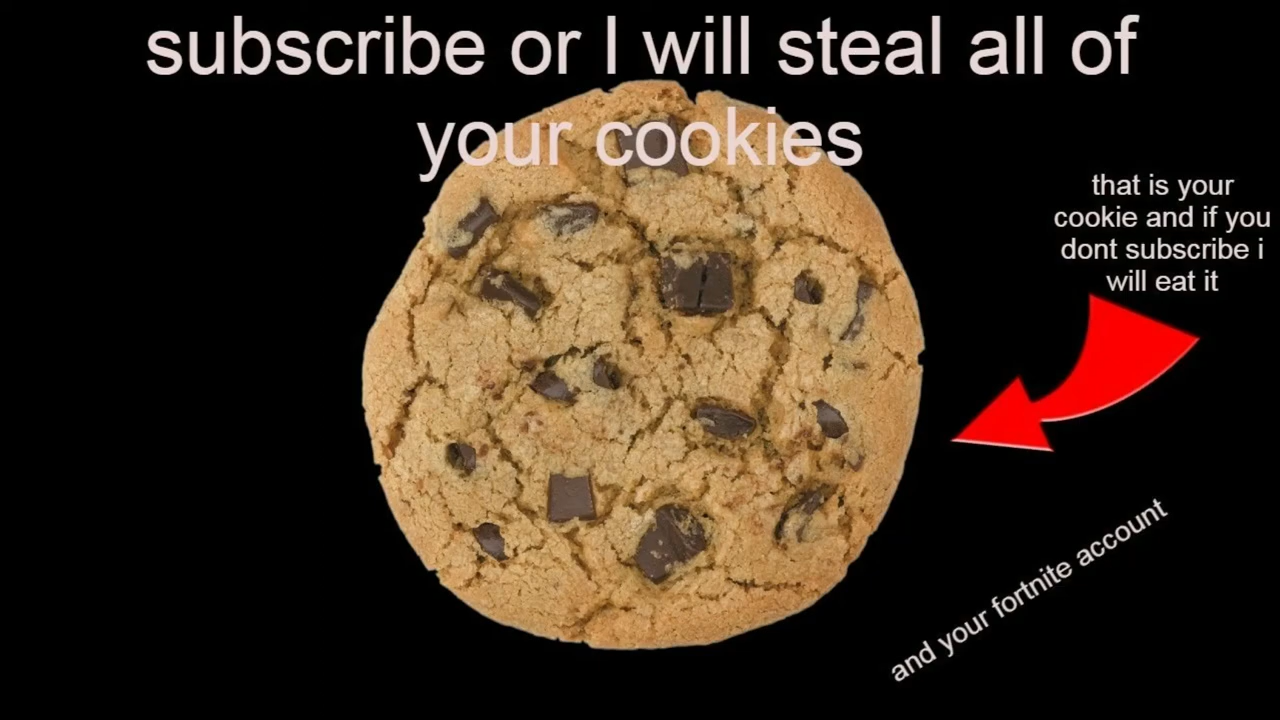 subscribe or I will steal all of
your cookies
that is your
cookie and if you
dont subscribe i
will eat it
and your fortnite account